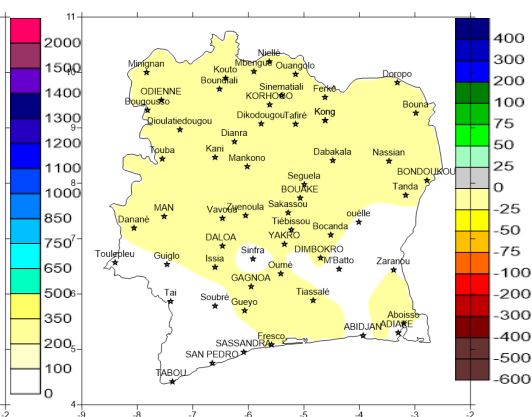 2000
1500
1400
1300
1200
1100
1000
850
750
650
500
350
200
100
0
-2
11
10
9
8
7
6
5
4
-9
-8
-7
-6
-5
-4
-3
-2
Niellé
Mbengué
Ouangolo
Minignan
Kouto
Boundiali
Sinematiali
Ferké
Doropo
ODIENNE
KORHOGO
Bougousso
Bouna
Dikodougou
Tafiré
Kong
Dioulatiedougou
Dianra
Touba
Kani
Mankono
Dabakala
Nassian
Seguela
BONDOUKOU
BOUAKE
Tanda
MAN
Vavoua
Zuenoula
Sakassou
ouèlle
Danané
Tiébissou
Bocanda
DALOA
YAKRO
Toulepleu
Guiglo
Issia
Sinfra
Oumé
DIMBOKRO
M'Batto
Zaranou
GAGNOA
Tai
Soubré
Gueyo
Tiassalé
Aboisso
ADIAKE
Fresco
ABIDJAN
SASSANDRA
SAN PEDRO
TABOU
400
300
200
100
75
50
25
0
-25
-50
-75
-100
-200
-300
-400
-600